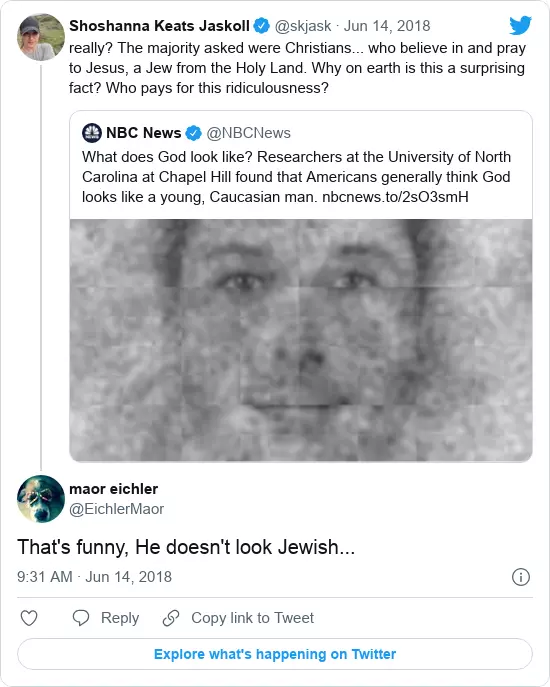 Shoshanna Keats Jaskoll @skjask · Jun 14, 2018
really? The majority asked were Christians... who believe in and pray
to Jesus, a Jew from the Holy Land. Why on earth is this a surprising
fact? Who pays for this ridiculousness?
NBC News @NBCNews
What does God look like? Researchers at the University of North
Carolina at Chapel Hill found that Americans generally think God
looks like a young, Caucasian man. nbcnews.to/2sO3smH
maor eichler
@EichlerMaor
That's funny, He doesn't look Jewish...
9:31 AM · Jun 14, 2018
Reply Copy link to Tweet
Explore what's happening on Twitter